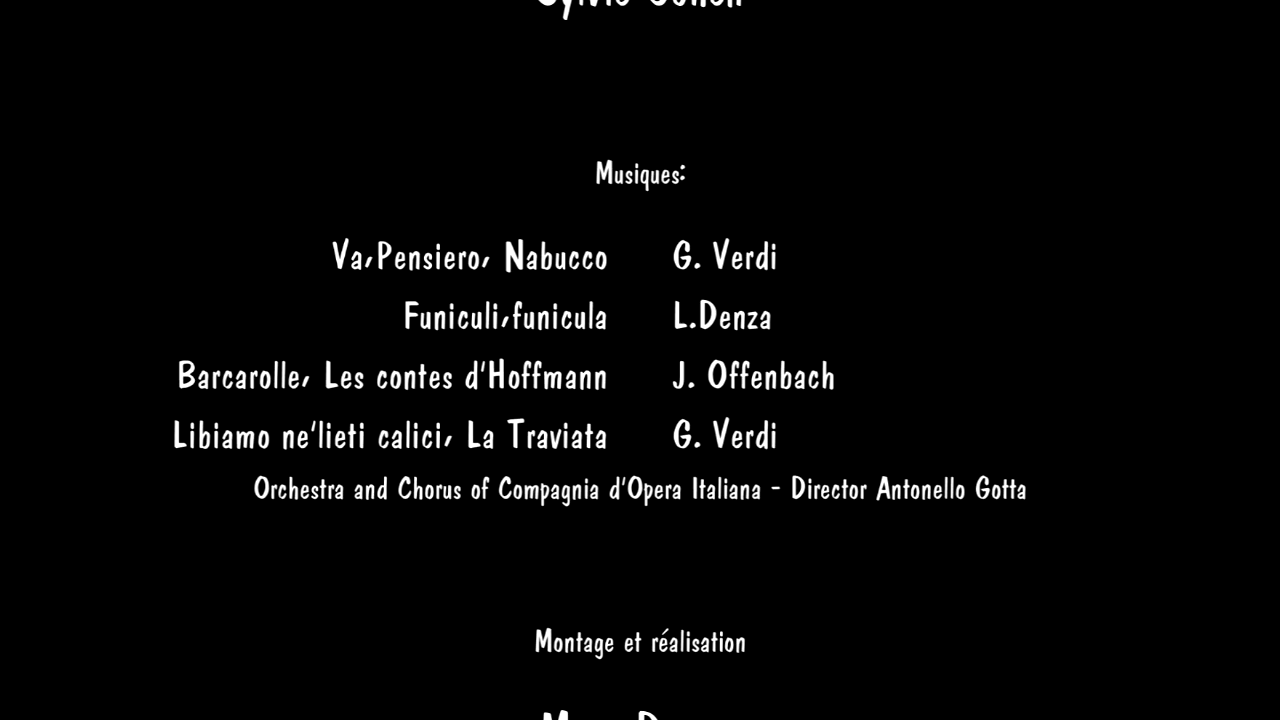 Musiques:
Va,Pensiero, Nabucco G. Verdi
Funiculi,funicula L.Denza
Barcarolle, Les contes d'Hoffmann J. Offenbach
Libiamo ne'lieti calici, La Traviata G. Verdi
Orchestra and Chorus of Compagnia d'Opera Italiana - Director Antonello Gotta
Montage et réalisation